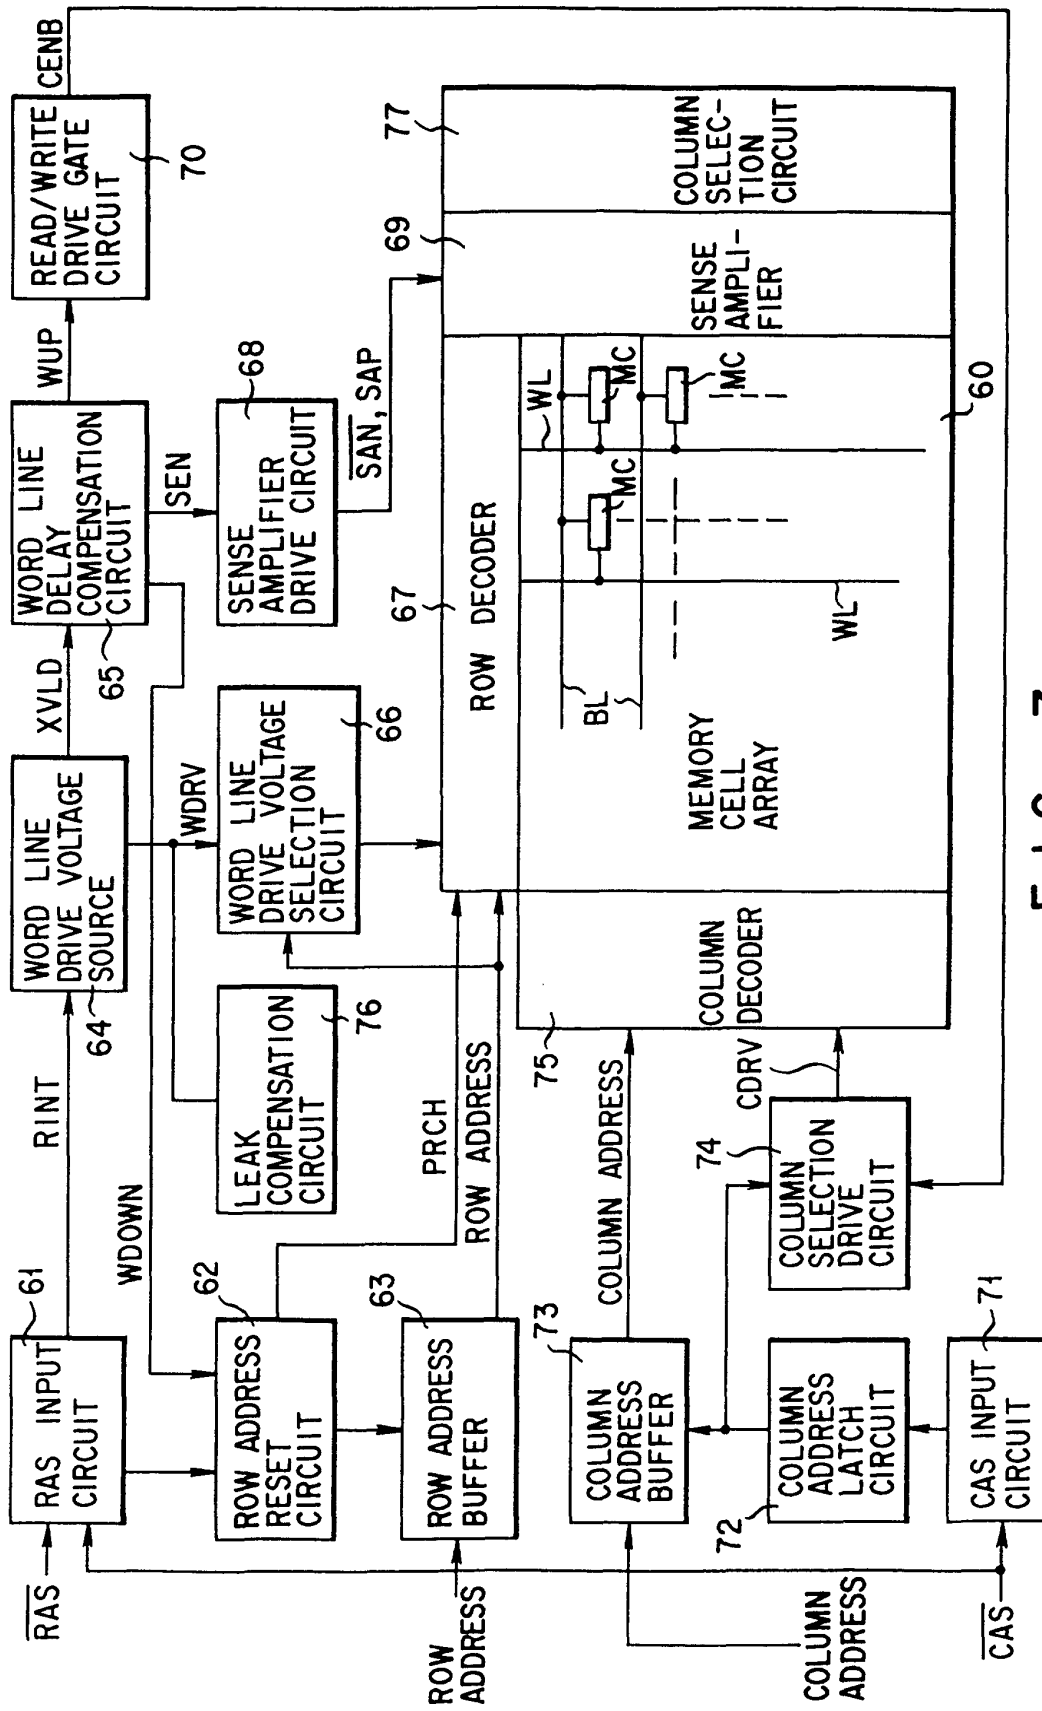 RAS
RAS INPUT
CIRCUIT
61
RINT
WORD LINE
DRIVE VOLTAGE
SOURCE
64
XVLD
WORD LINE
DELAY
COMPENSATION
CIRCUIT
65
WUP
READ/WRITE
DRIVE GATE
CIRCUIT
70
CENB
WDOWN
WDRV
SEN
ROW ADDRESS
RESET
CIRCUIT
62
LEAK
COMPENSATION
CIRCUIT
76
WORD LINE
DRIVE VOLTAGE
SELECTION
CIRCUIT
66
SENSE
AMPLIFIER
DRIVE CIRCUIT
68
SAN, SAP
PRCH
ROW ADDRESS
ROW
ADDRESS
ROW ADDRESS
BUFFER
63
67
ROW DECODER
69
SENSE
AMPLI-
FIER
77
COLUMN
SELEC-
TION
CIRCUIT
WL
MC
MC
MC
BL
WL
MEMORY
CELL
ARRAY
60
75
COLUMN
DECODER
COLUMN ADDRESS
CDRV
COLUMN
ADDRESS
BUFFER
73
COLUMN
ADDRESS
LATCH
CIRCUIT
72
COLUMN
SELECTION
DRIVE
CIRCUIT
74
COLUMN
ADDRESS
CAS
CAS INPUT
CIRCUIT
71